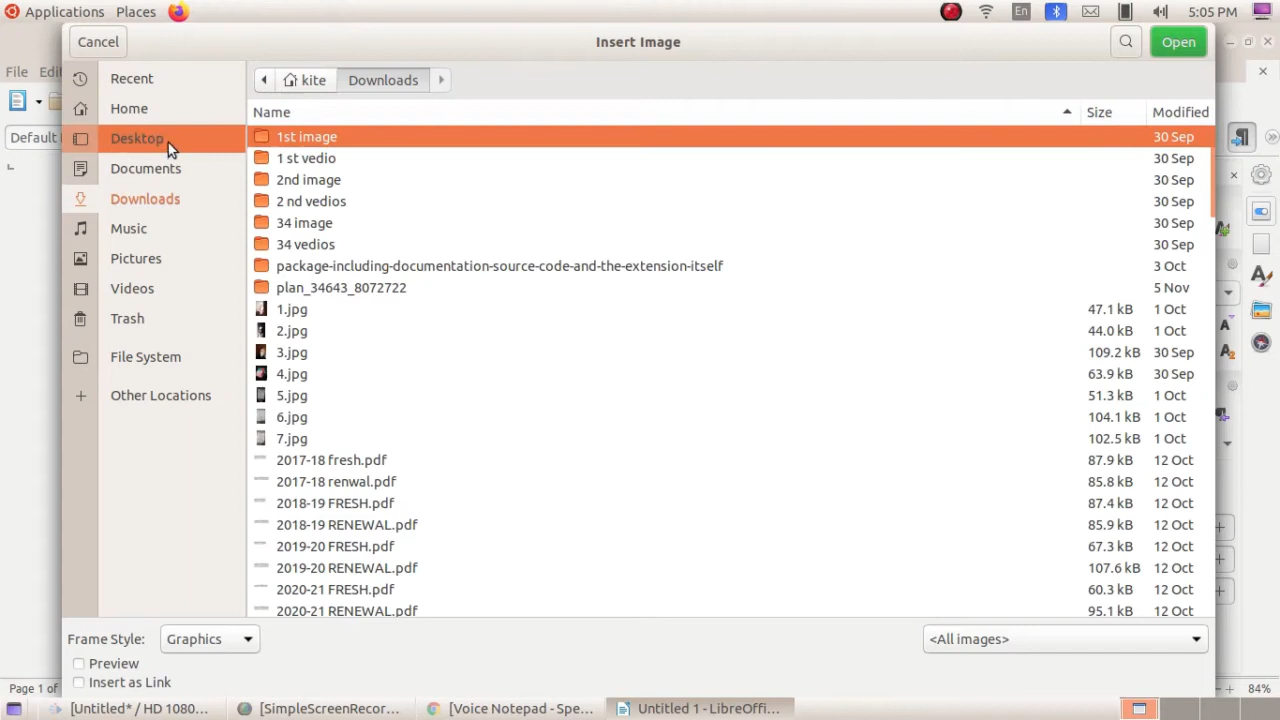 Applications Places En 5:05 PM
Cancel Insert Image Open
File Edi
Recent kite Downloads
Home Name Size Modified
Default
Desktop 1st image 30 Sep
1 st vedio 30 Sep
Documents 2nd image 30 Sep
Downloads 2 nd vedios 30 Sep
Music 34 image 30 Sep
34 vedios 30 Sep
Pictures package-including-documentation-source-code-and-the-extension-itself 3 Oct
Videos plan_34643_8072722 5 Nov
Trash 1.jpg 47.1 kB 1 Oct
2.jpg 44.0 kB 1 Oct
File System 3.jpg 109.2 kB 30 Sep
4.jpg 63.9 kB 30 Sep
Other Locations 5.jpg 51.3 kB 1 Oct
6.jpg 104.1 kB 1 Oct
7.jpg 102.5 kB 1 Oct
2017-18 fresh.pdf 87.9 kB 12 Oct
2017-18 renwal.pdf 85.8 kB 12 Oct
2018-19 FRESH.pdf 87.4 kB 12 Oct
2018-19 RENEWAL.pdf 85.9 kB 12 Oct
2019-20 FRESH.pdf 67.3 kB 12 Oct
2019-20 RENEWAL.pdf 107.6 kB 12 Oct
2020-21 FRESH.pdf 60.3 kB 12 Oct
2020-21 RENEWAL.pdf 95.1 kB 12 Oct
Frame Style: Graphics <All images>
Preview
Insert as Link
Page 1 of 84%
[Untitled* / HD 1080... [SimpleScreenRecor... [Voice Notepad - Spe... Untitled 1 - LibreOffi...